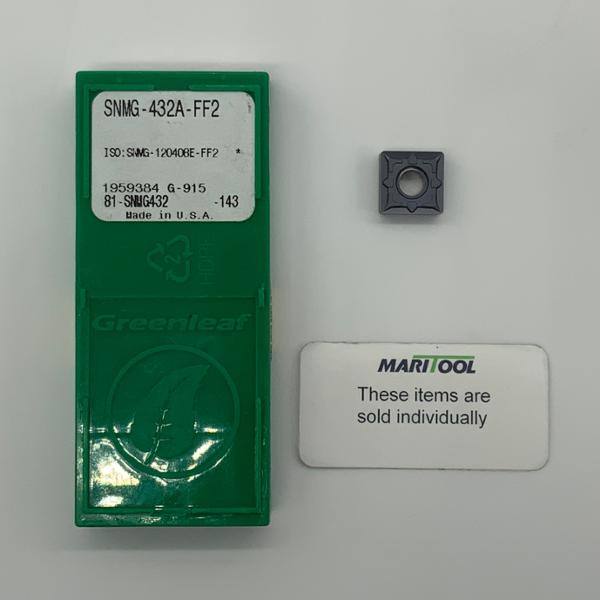 SNMG-432A-FF2
ISO:SNMG-120408E-FF2 *
1959384 G-915
81-SNMG432 -143
Made in U.S.A.
2
HDPE
Greenleaf
MARITOOL
These items are
sold individually